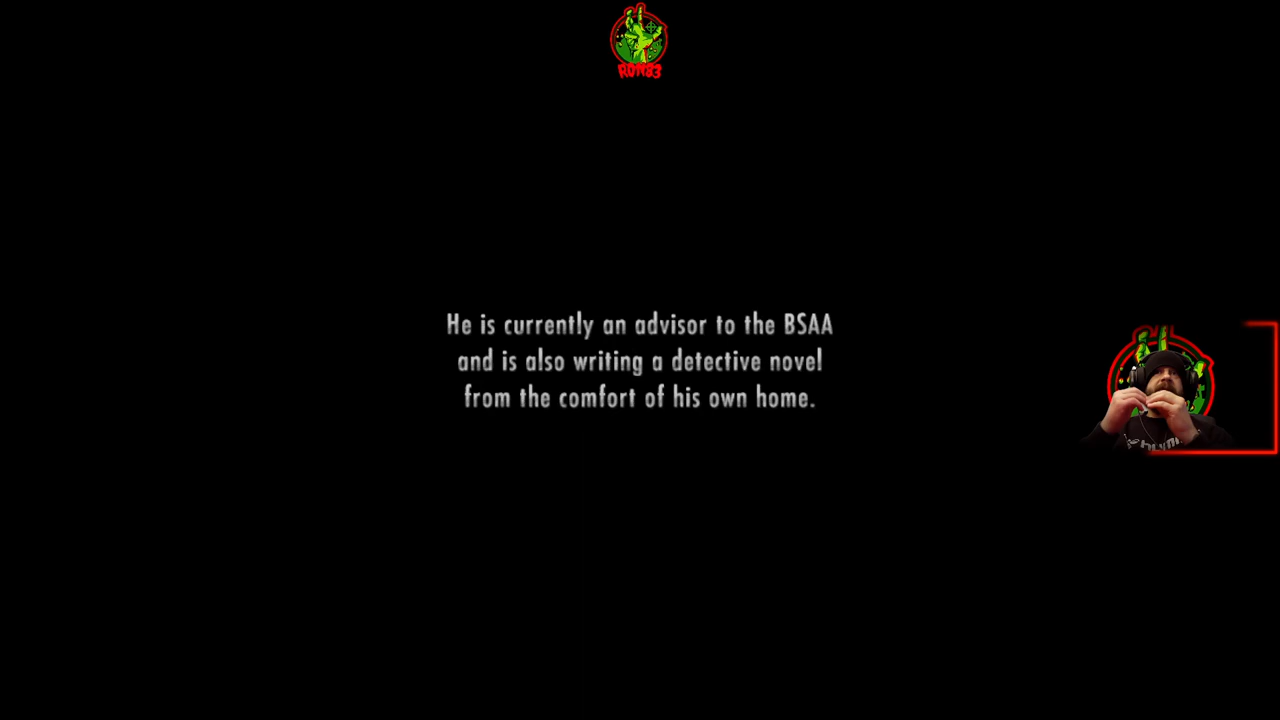 RON83
He is currently an advisor to the BSAA
and is also writing a detective novel
from the comfort of his own home.